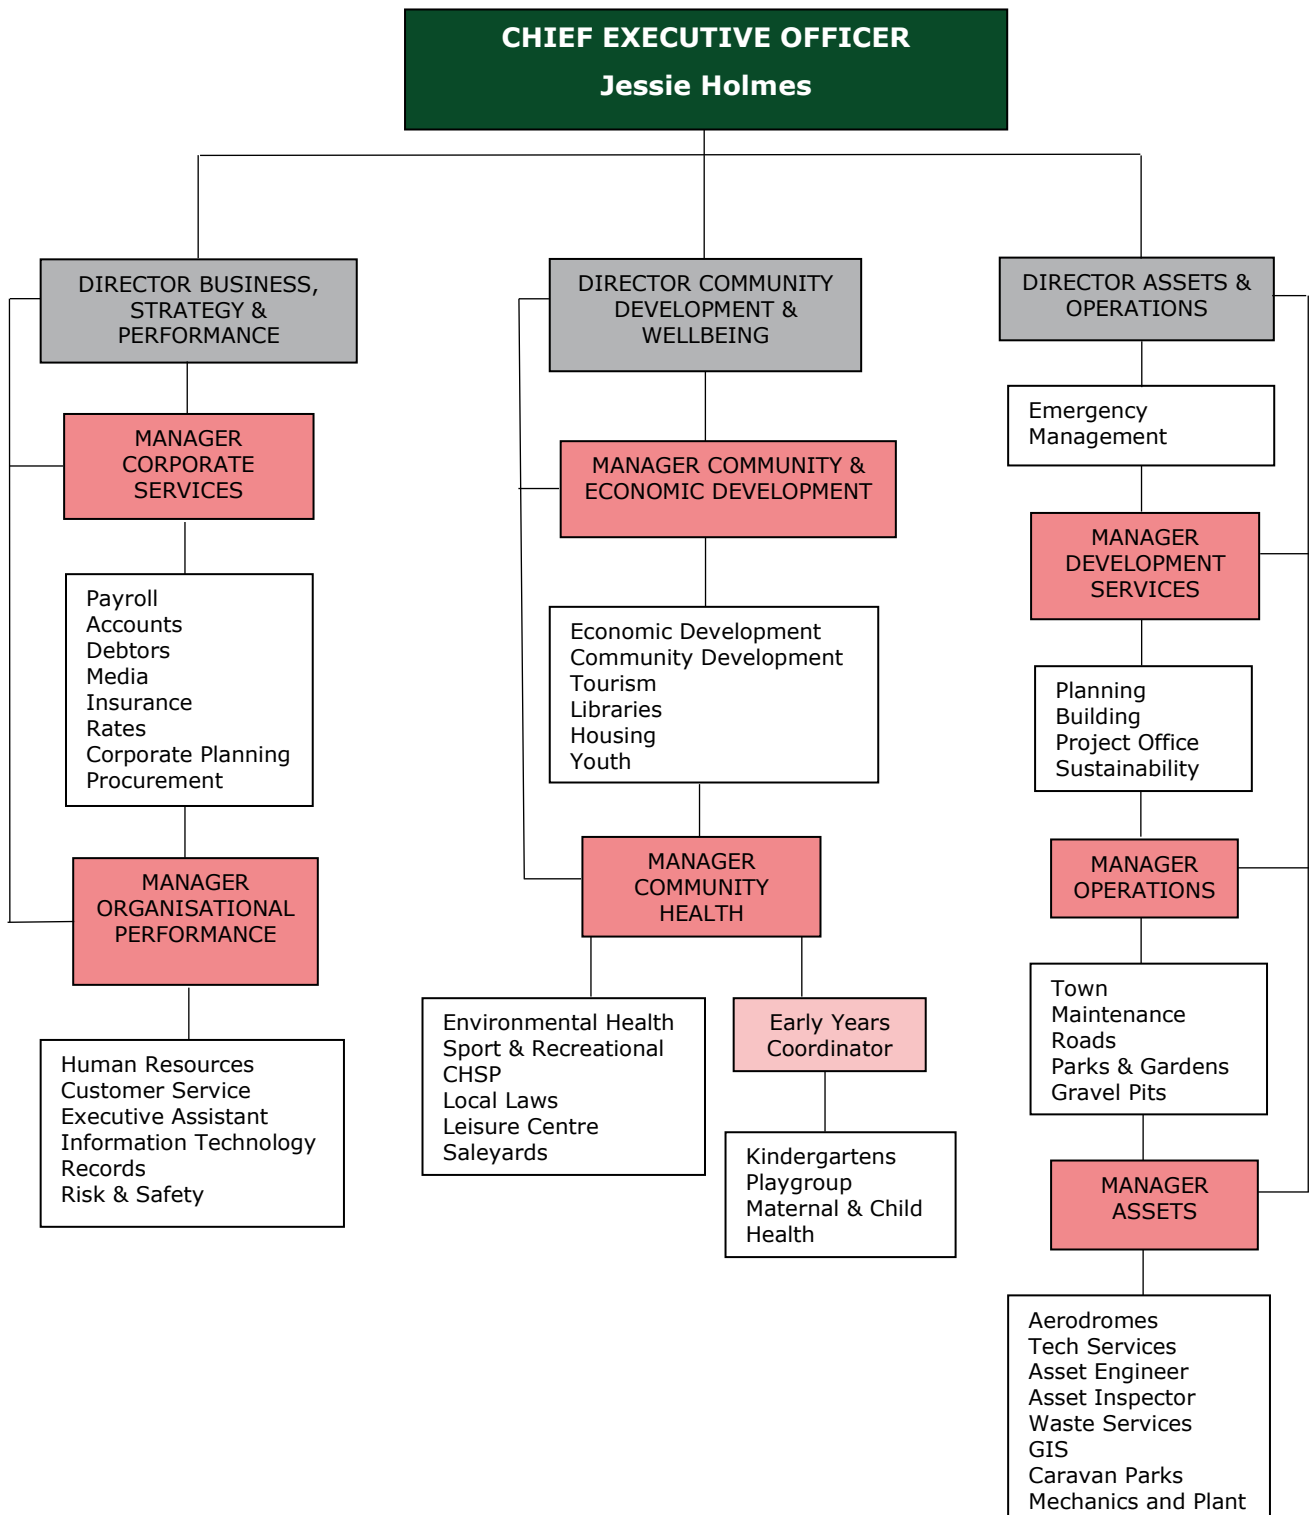 CHIEF EXECUTIVE OFFICER
Jessie Holmes
DIRECTOR BUSINESS,
STRATEGY &
PERFORMANCE
MANAGER
CORPORATE
SERVICES
Payroll
Accounts
Debtors
Media
Insurance
Rates
Corporate Planning
Procurement
MANAGER
ORGANISATIONAL
PERFORMANCE
Human Resources
Customer Service
Executive Assistant
Information Technology
Records
Risk & Safety
DIRECTOR COMMUNITY
DEVELOPMENT &
WELLBEING
MANAGER COMMUNITY &
ECONOMIC DEVELOPMENT
Economic Development
Community Development
Tourism
Libraries
Housing
Youth
MANAGER
COMMUNITY
HEALTH
Environmental Health
Sport & Recreational
CHSP
Local Laws
Leisure Centre
Saleyards
Early Years
Coordinator
Kindergartens
Playgroup
Maternal & Child
Health
DIRECTOR ASSETS &
OPERATIONS
Emergency
Management
MANAGER
DEVELOPMENT
SERVICES
Planning
Building
Project Office
Sustainability
MANAGER
OPERATIONS
Town
Maintenance
Roads
Parks & Gardens
Gravel Pits
MANAGER
ASSETS
Aerodromes
Tech Services
Asset Engineer
Asset Inspector
Waste Services
GIS
Caravan Parks
Mechanics and Plant